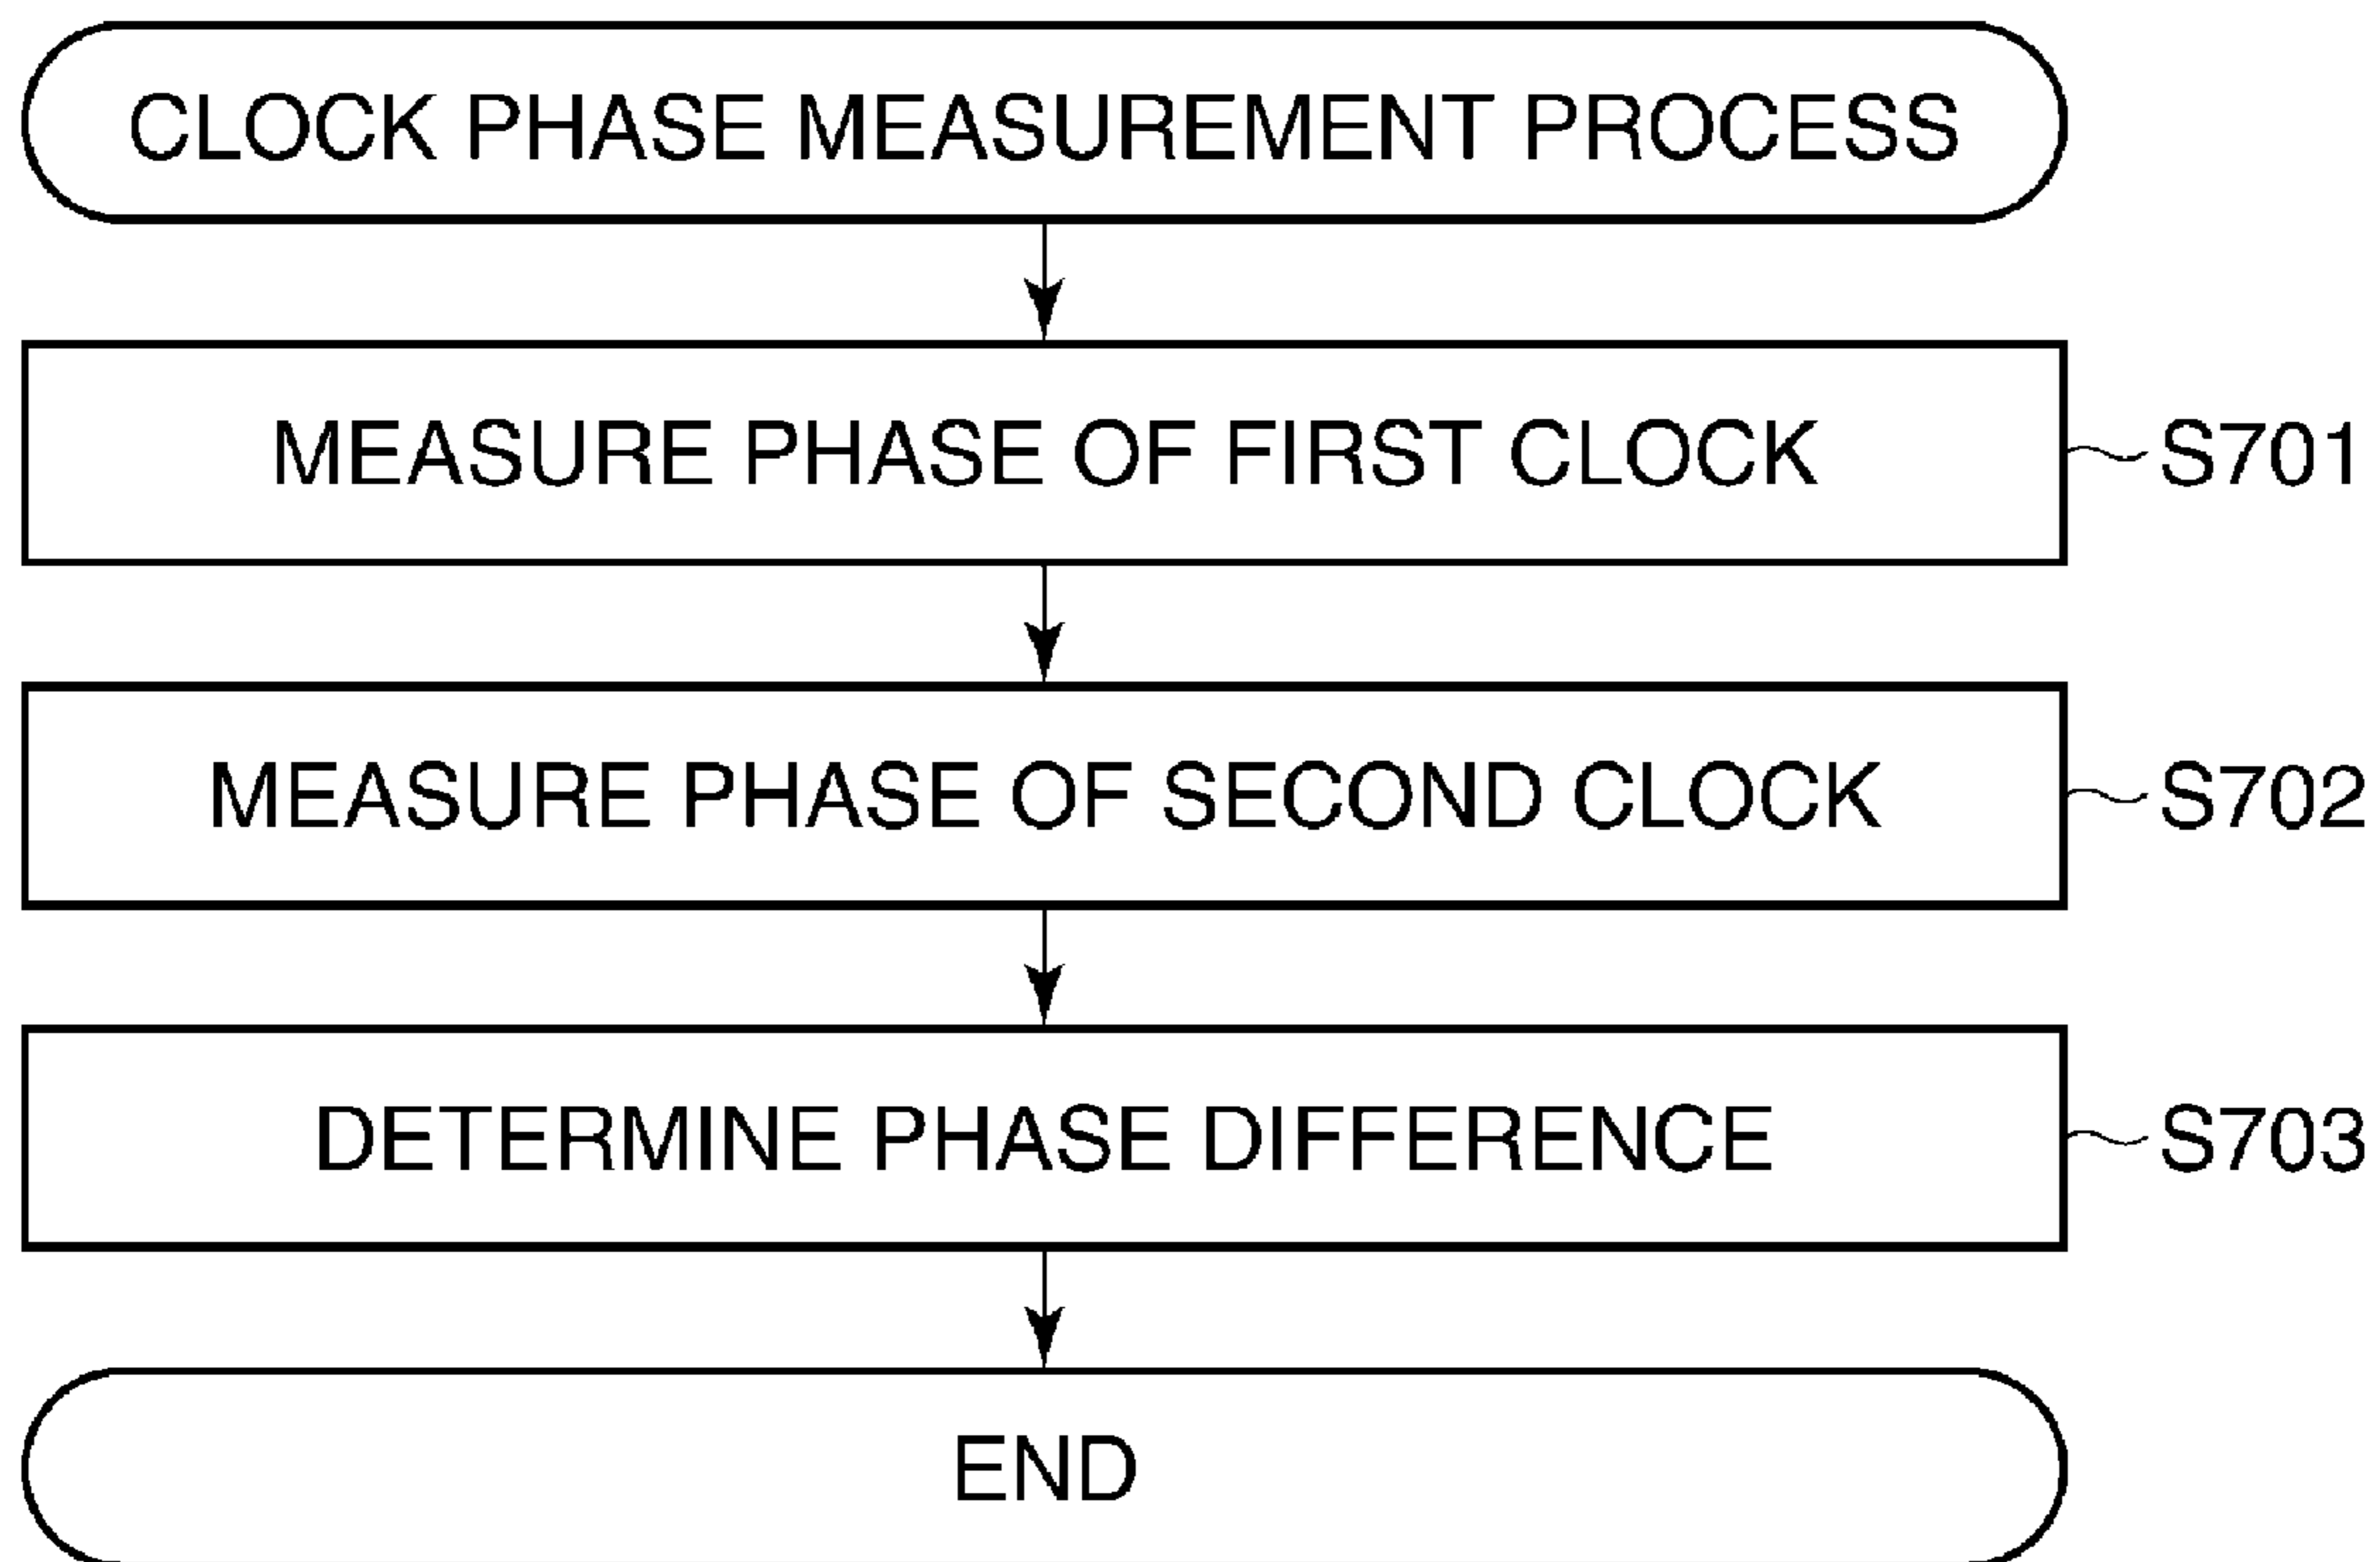 CLOCK PHASE MEASUREMENT PROCESS
MEASURE PHASE OF FIRST CLOCK
S701
MEASURE PHASE OF SECOND CLOCK
S702
DETERMINE PHASE DIFFERENCE
S703
END